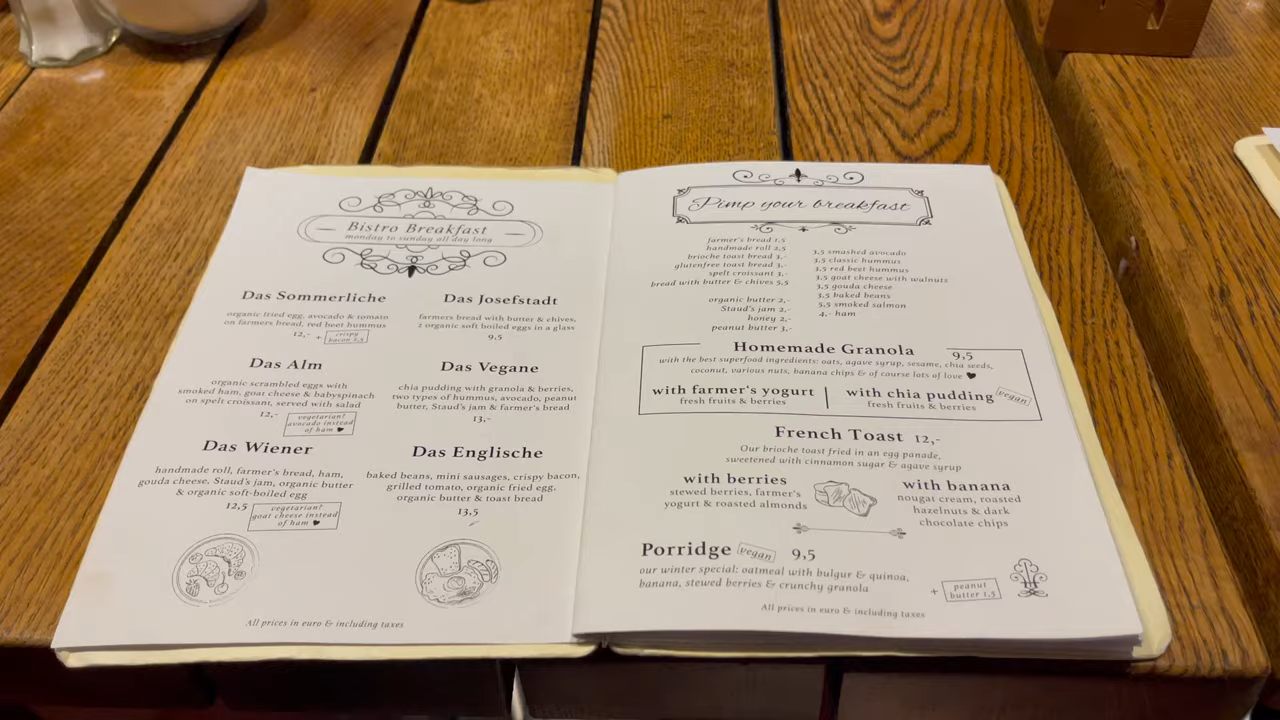 Bistro Breakfast
monday to sunday all day long
Das Sommerliche
organic fried egg, avocado & tomato
on farmers bread, red beet hummus
12,- + crispy
bacon 3,5
Das Alm
organic scrambled eggs with
smoked ham, goat cheese & babyspinach
on spelt croissant, served with salad
12,-
vegetarian?
avocado instead
of ham
Das Wiener
handmade roll, farmer's bread, ham,
gouda cheese, Staud's jam, organic butter
& organic soft-boiled egg
12,5
vegetarian?
goat cheese instead
of ham
Das Josefstadt
farmers bread with butter & chives,
2 organic soft boiled eggs in a glass
9,5
Das Vegane
chia pudding with granola & berries,
two types of hummus, avocado, peanut
butter, Staud's jam & farmer's bread
13,-
Das Englische
baked beans, mini sausages, crispy bacon,
grilled tomato, organic fried egg,
organic butter & toast bread
13,5
All prices in euro & including taxes
Pimp your breakfast
farmer's bread 1,5
handmade roll 2,5
brioche toast bread 3,-
glutenfree toast bread 3,-
spelt croissant 3,-
bread with butter & chives 5,5
organic butter 2,-
Staud's jam 2,-
honey 2,-
peanut butter 3,-
3,5 smashed avocado
3,5 classic hummus
3,5 red beet hummus
3,5 goat cheese with walnuts
3,5 gouda cheese
3,5 baked beans
5,5 smoked salmon
4,- ham
Homemade Granola 9,5
with the best superfood ingredients: oats, agave syrup, sesame, chia seeds,
coconut, various nuts, banana chips & of course lots of love
with farmer's yogurt
fresh fruits & berries
with chia pudding vegan
fresh fruits & berries
French Toast 12,-
Our brioche toast fried in an egg panade,
sweetened with cinnamon sugar & agave syrup
with berries
stewed berries, farmer's
yogurt & roasted almonds
with banana
nougat cream, roasted
hazelnuts & dark
chocolate chips
Porridge vegan 9,5
our winter special: oatmeal with bulgur & quinoa,
banana, stewed berries & crunchy granola
+ peanut
butter 1,5
All prices in euro & including taxes